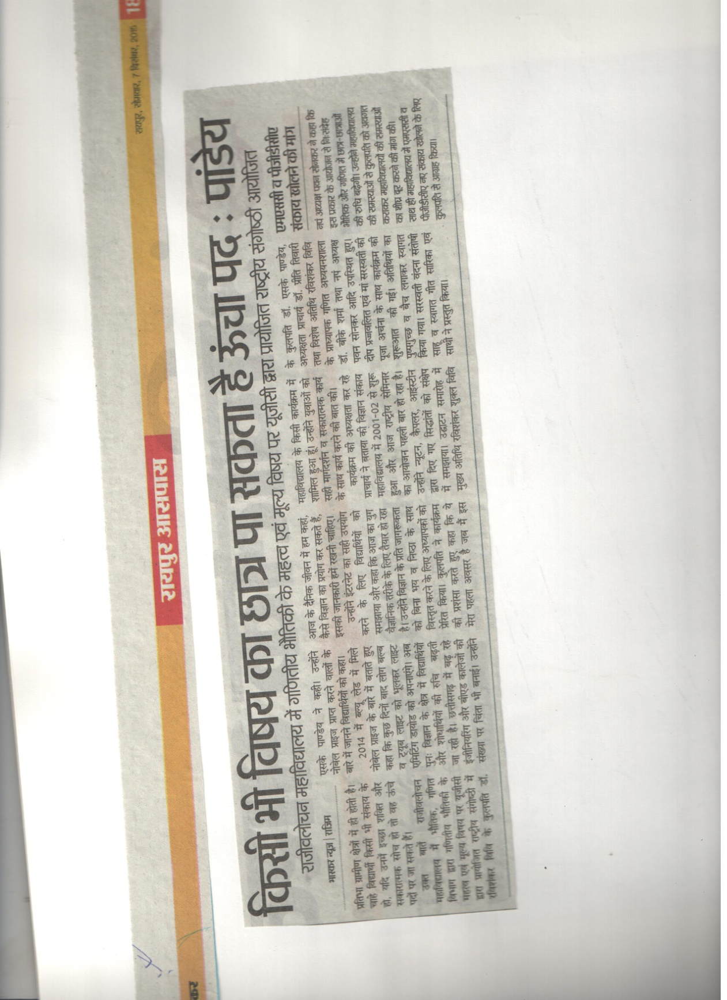 रायपुर, सोमवार, 7 दिसंबर, 2015
18
रायपुर आसपास
किसी भी विषय का छात्र पा सकता है ऊंचा पद : पांडेय
राजीवलोचन महाविद्यालय में गणितीय भौतिकी के महत्त्व एवं मूल्य विषय पर यूजीसी द्वारा प्रायोजित राष्ट्रीय संगोष्ठी आयोजित
भास्कर न्यूज | राजिम
प्रतिभा ग्रामीण क्षेत्रों में ही होती है।
चाहे विद्यार्थी किसी भी संकाय के
हो, यदि उनमें इच्छा शक्ति और
सकारात्मक सोच हो तो वह ऊंचे
पदों पर जा सकते हैं।
उक्त बातें राजीवलोचन
महाविद्यालय में भौतिक, गणित
विभाग द्वारा गणितीय भौतिकी के
महत्व एवं मूल्य विषय पर यूजीसी
द्वारा प्रायोजित राष्ट्रीय संगोष्ठी में
रविशंकर विवि के कुलपति डॉ.
एसके पाण्डेय ने कही। उन्होंने
नोबेल प्राइज प्राप्त करने वालों के
बारे में जानने विद्यार्थियों को कहा।
2014 में ब्ल्यू लेड में मिले
नोबेल प्राइज के बारे में बताते हुए
कहा कि कुछ दिनों बाद लोग बल्ब
व ट्यूब लाइट को भूलकर लाइट
एमिटिंग डायोड को अपनाएंगे। अब
पुनः विज्ञान के क्षेत्र में विद्यार्थियों
और शोधार्थियों की रुचि बढ़ती
जा रही है। छत्तीसगढ़ में बढ़ रहे
इंजीनियरिंग और बीएड कालेजों की
संख्या पर चिंता भी बनाई। उन्होंने
आज के दैनिक जीवन में हम कहां,
कैसे विज्ञान का प्रयोग कर सकते हैं,
इसकी जानकारी हमें रखनी चाहिए।
उन्होंने इंटरनेट का सही उपयोग
करने के लिए विद्यार्थियों को
समझाया और कहा कि आज का युग
वैज्ञानिक तरीके के लिए तैयार हो रहा
है। उन्होंने विज्ञान के प्रति जागरूकता
को बिना भय व निष्ठा के साथ
विस्तृत करने के लिए अध्यापकों को
प्रेरित किया। कुलपति ने कार्यक्रम
की प्रशंसा करते हुए कहा कि ये
मेरा पहला अवसर है जब मैं इस
महाविद्यालय के किसी कार्यक्रम में
शामिल हुआ हूं। उन्होंने युवाओं को
सही मार्गदर्शन व सकारात्मक कार्य
के साथ कार्य करने की बात की।
कार्यक्रम की अध्यक्षता कर रहे
प्राचार्य ने बताया की विज्ञान संकाय
महाविद्यालय में 2001-02 से शुरू
हुआ और आज राष्ट्रीय सेमिनार
का आयोजन पहली बार हो रहा है।
उन्होंने न्यूटन, कैपलर, आईंस्टीन
द्वारा दिए गए सिद्धांतों को संक्षेप
में समझाया। उद्घाटन समारोह में
मुख्य अतिथि रविशंकर शुक्ल विवि
के कुलपति डॉ. एसके पाण्डेय,
अध्यक्षता प्राचार्य डॉ. प्रीति तिवारी
तथा विशेष अतिथि रविशंकर विवि
के प्राध्यापक गणित अध्ययनशाला
डॉ. बीके शर्मा तथा नपं अध्यक्ष
पवन सोनकर आदि उपस्थित हुए।
दीप प्रज्जवलित एवं मां सरस्वती की
पूजा अर्चना के साथ कार्यक्रम की
शुरूआत की गई। अतिथियों का
पुष्पगुच्छ व बैच लगाकर स्वागत
किया गया। सरस्वती वंदना संतोषी
साहू व स्वागत गीत सारिका एवं
साथी ने प्रस्तुत किया।
एमएससी व पीजीडीसीए
संकाय खोलने की मांग
नपं अध्यक्ष पवन सोनकर ने कहा कि
इस प्रकार के आयोजन से निःसंदेह
भौतिक और गणित में छात्र-छात्राओं
की रुचि बढ़ेगी। उन्होंने महाविद्यालय
की समस्याओं से कुलपति को अवगत
कराकर महाविद्यालयों की समस्याओं
का शीघ्र दूर करने की मांग की।
साथ ही महाविद्यालय में एमएससी व
पीजीडीसीए नए संकाय खोलने के लिए
कुलपति से आग्रह किया।